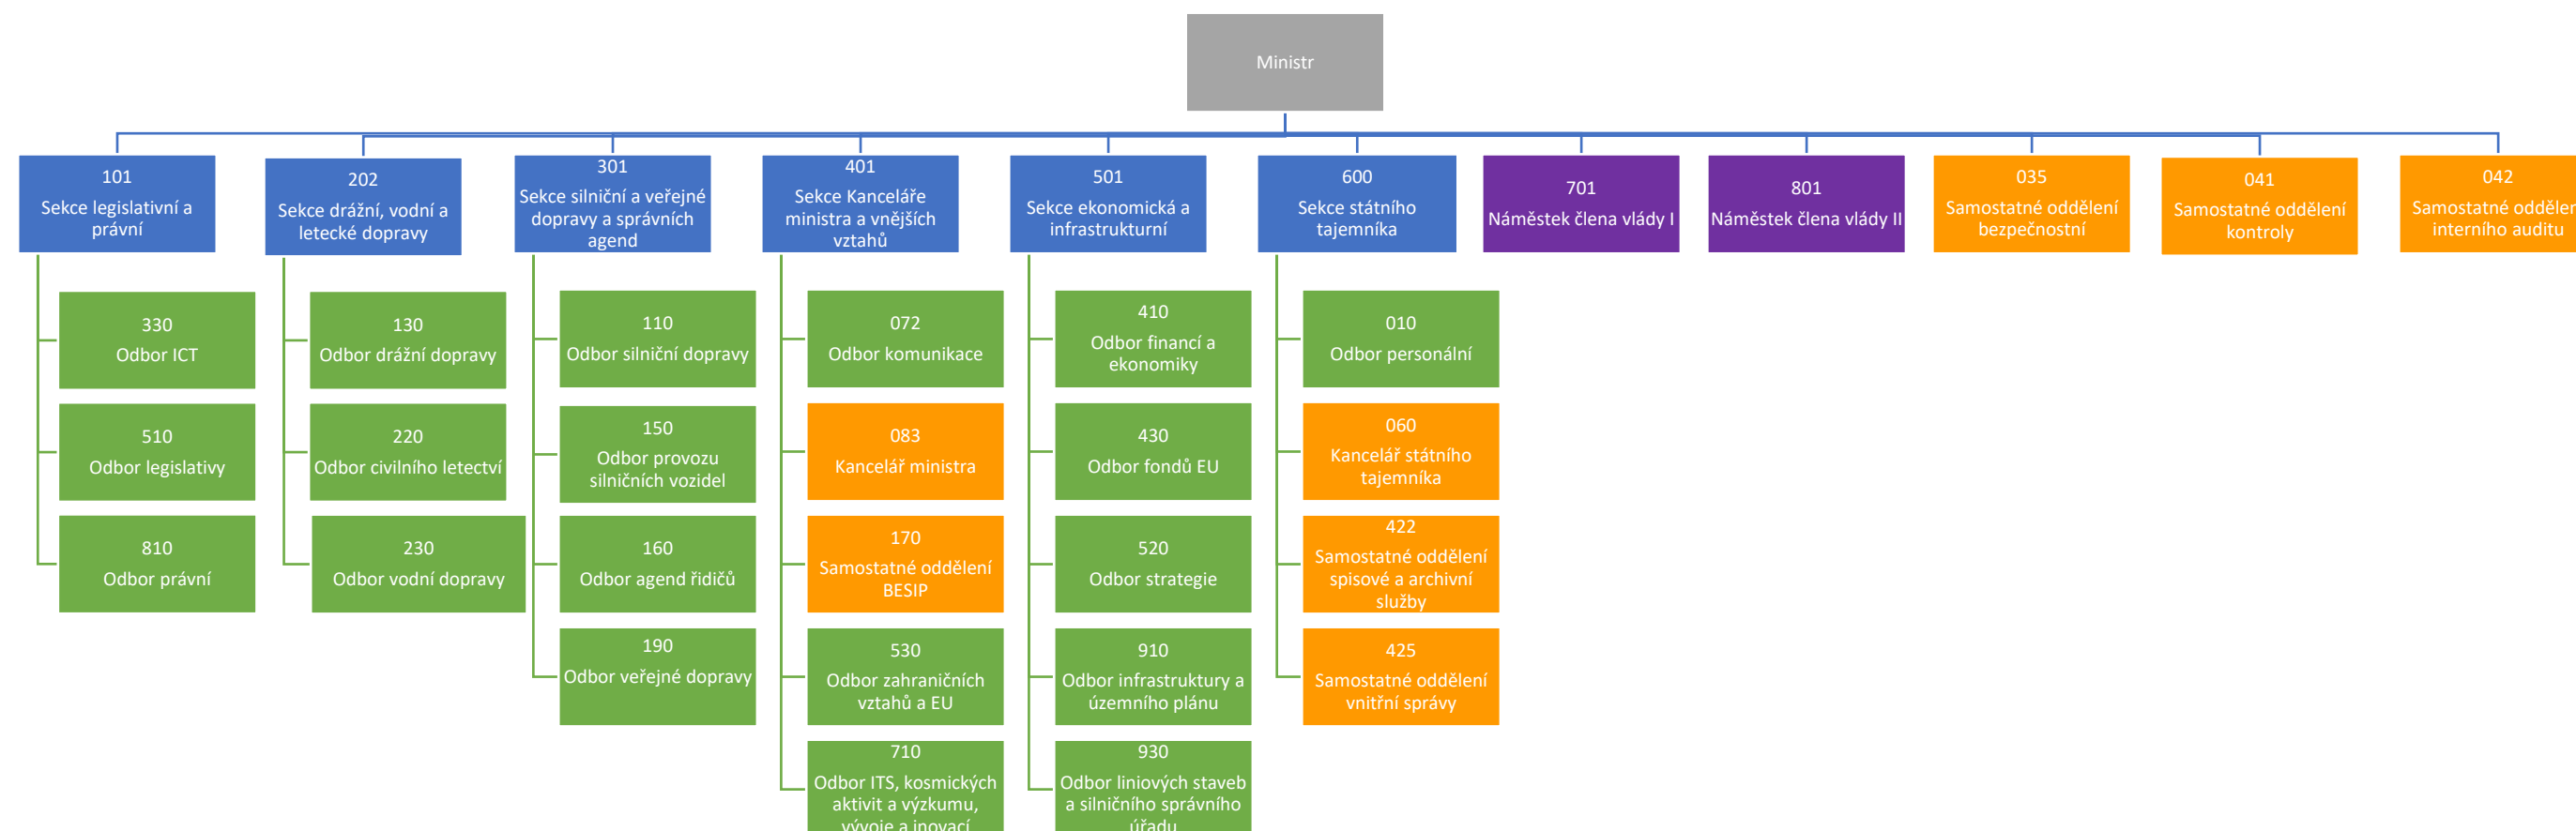 Ministr
101
Sekce legislativní a
právní
202
Sekce drážní, vodní a
letecké dopravy
301
Sekce silniční a veřejné
dopravy a správních
agend
401
Sekce Kanceláře
ministra a vnějších
vztahů
501
Sekce ekonomická a
infrastrukturní
600
Sekce státního
tajemníka
701
Náměstek člena vlády I
801
Náměstek člena vlády II
035
Samostatné oddělení
bezpečnostní
041
Samostatné oddělení
kontroly
042
Samostatné oddělen
interního auditu
330
Odbor ICT
510
Odbor legislativy
810
Odbor právní
130
Odbor drážní dopravy
220
Odbor civilního letectví
230
Odbor vodní dopravy
110
Odbor silniční dopravy
150
Odbor provozu
silničních vozidel
160
Odbor agend řidičů
190
Odbor veřejné dopravy
072
Odbor komunikace
083
Kancelář ministra
170
Samostatné oddělení
BESIP
530
Odbor zahraničních
vztahů a EU
710
Odbor ITS, kosmických
aktivit a výzkumu,
vývoje a inovací
410
Odbor financí a
ekonomiky
430
Odbor fondů EU
520
Odbor strategie
910
Odbor infrastruktury a
územního plánu
930
Odbor liniových staveb
a silničního správního
úřadu
010
Odbor personální
060
Kancelář státního
tajemníka
422
Samostatné oddělení
spisové a archivní
služby
425
Samostatné oddělení
vnitřní správy